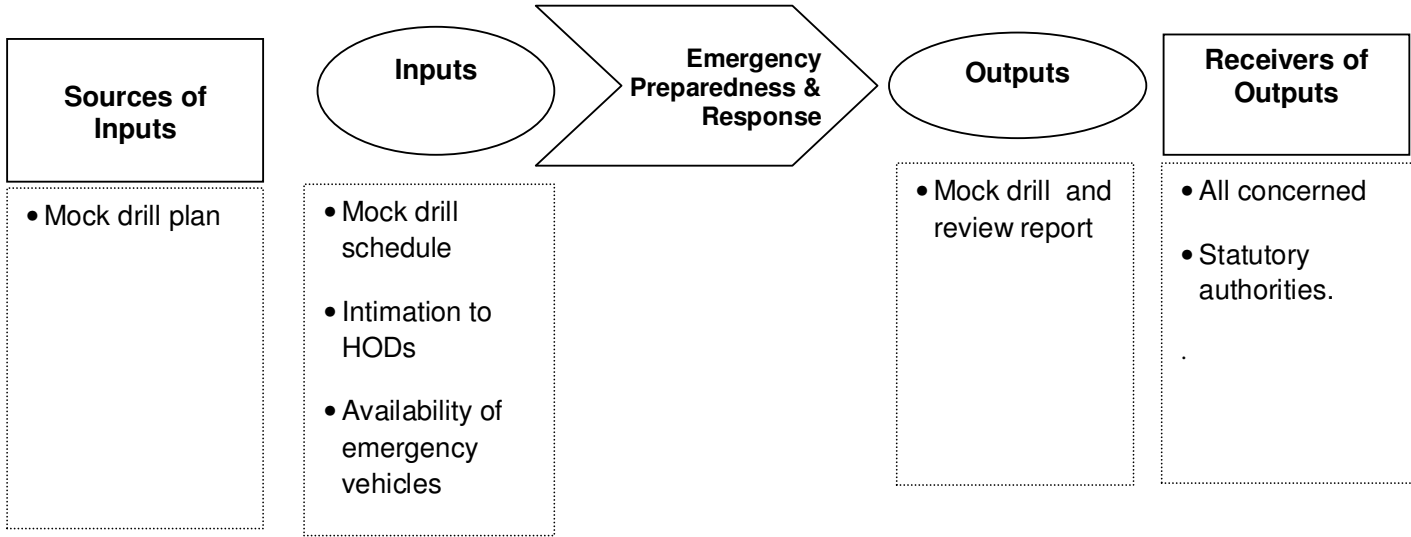 Sources of
Inputs
• Mock drill plan
Inputs
• Mock drill
schedule
• Intimation to
HODs
• Availability of
emergency
vehicles
Emergency
Preparedness &
Response
Outputs
• Mock drill and
review report
Receivers of
Outputs
• All concerned
• Statutory
authorities.
.